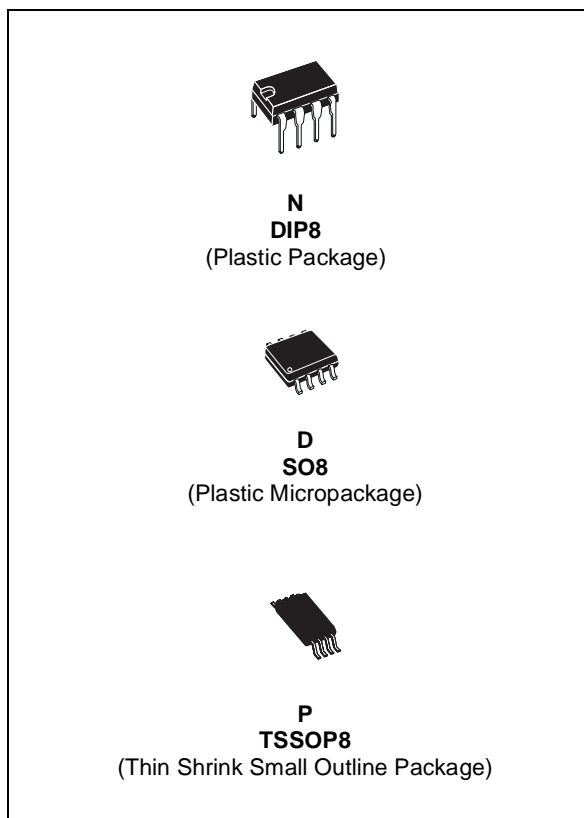 N
DIP8
(Plastic Package)
D
SO8
(Plastic Micropackage)
P
TSSOP8
(Thin Shrink Small Outline Package)